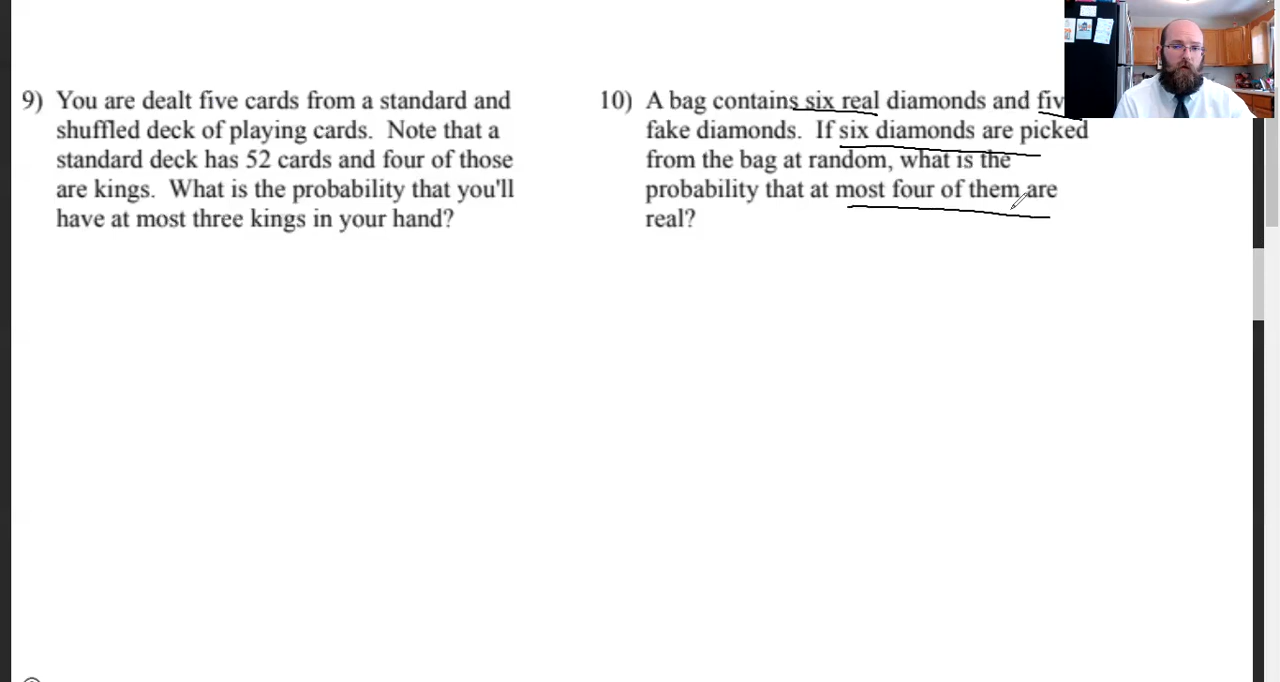 9) You are dealt five cards from a standard and
shuffled deck of playing cards. Note that a
standard deck has 52 cards and four of those
are kings. What is the probability that you'll
have at most three kings in your hand?
10) A bag contains six real diamonds and fiv
fake diamonds. If six diamonds are picked
from the bag at random, what is the
probability that at most four of them are
real?